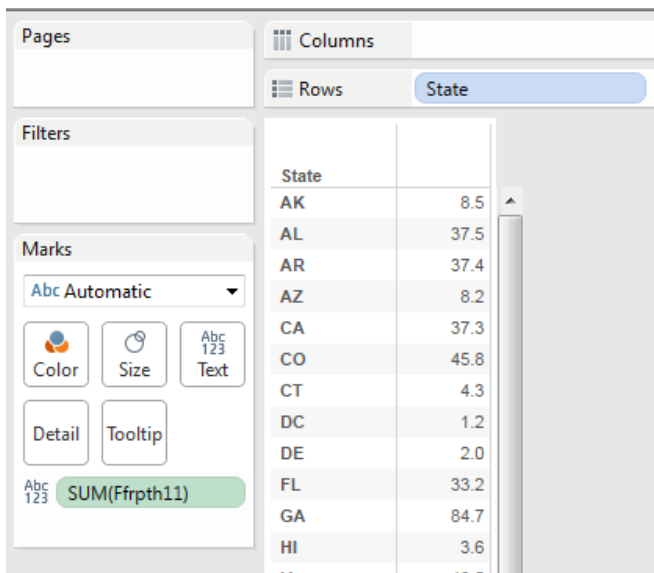 Pages
Columns
Rows State
Filters
State
AK 8.5
AL 37.5
AR 37.4
AZ 8.2
CA 37.3
CO 45.8
CT 4.3
DC 1.2
DE 2.0
FL 33.2
GA 84.7
HI 3.6
Marks
Abc Automatic
Color Size Abc 123 Text
Detail Tooltip
Abc 123 SUM(Ffrpth11)